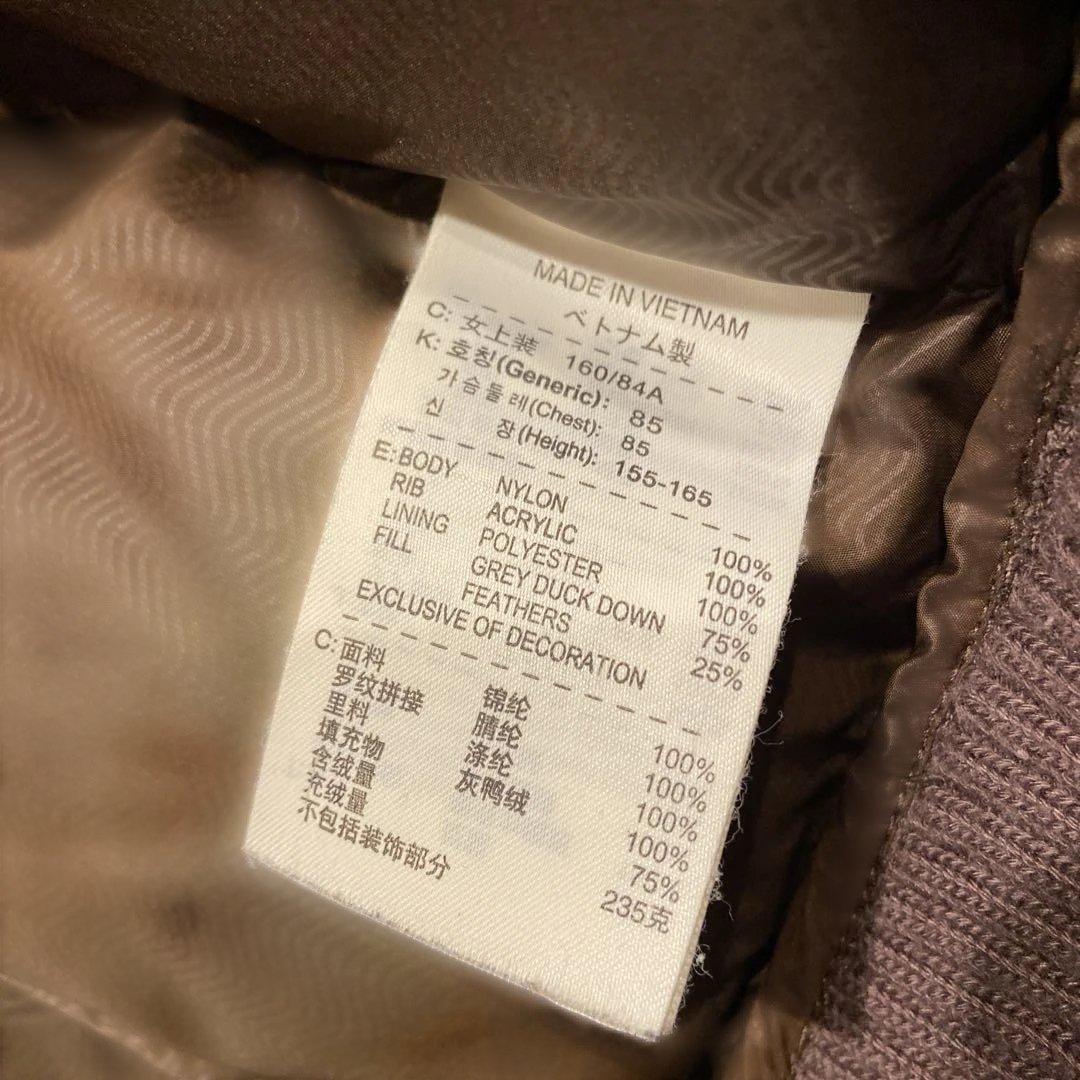 MADE IN VIETNAM
ベトナム製
C: 女上装 160/84A
K: 호칭(Generic): 85
가슴둘레(Chest): 85
신 장(Height): 155-165
E: BODY NYLON 100%
RIB ACRYLIC 100%
LINING POLYESTER 100%
FILL GREY DUCK DOWN 75%
FEATHERS 25%
EXCLUSIVE OF DECORATION
C: 面料 锦纶 100%
罗纹拼接 腈纶 100%
里料 涤纶 100%
填充物 灰鸭绒 100%
含绒量 75%
充绒量 235克
不包括装饰部分